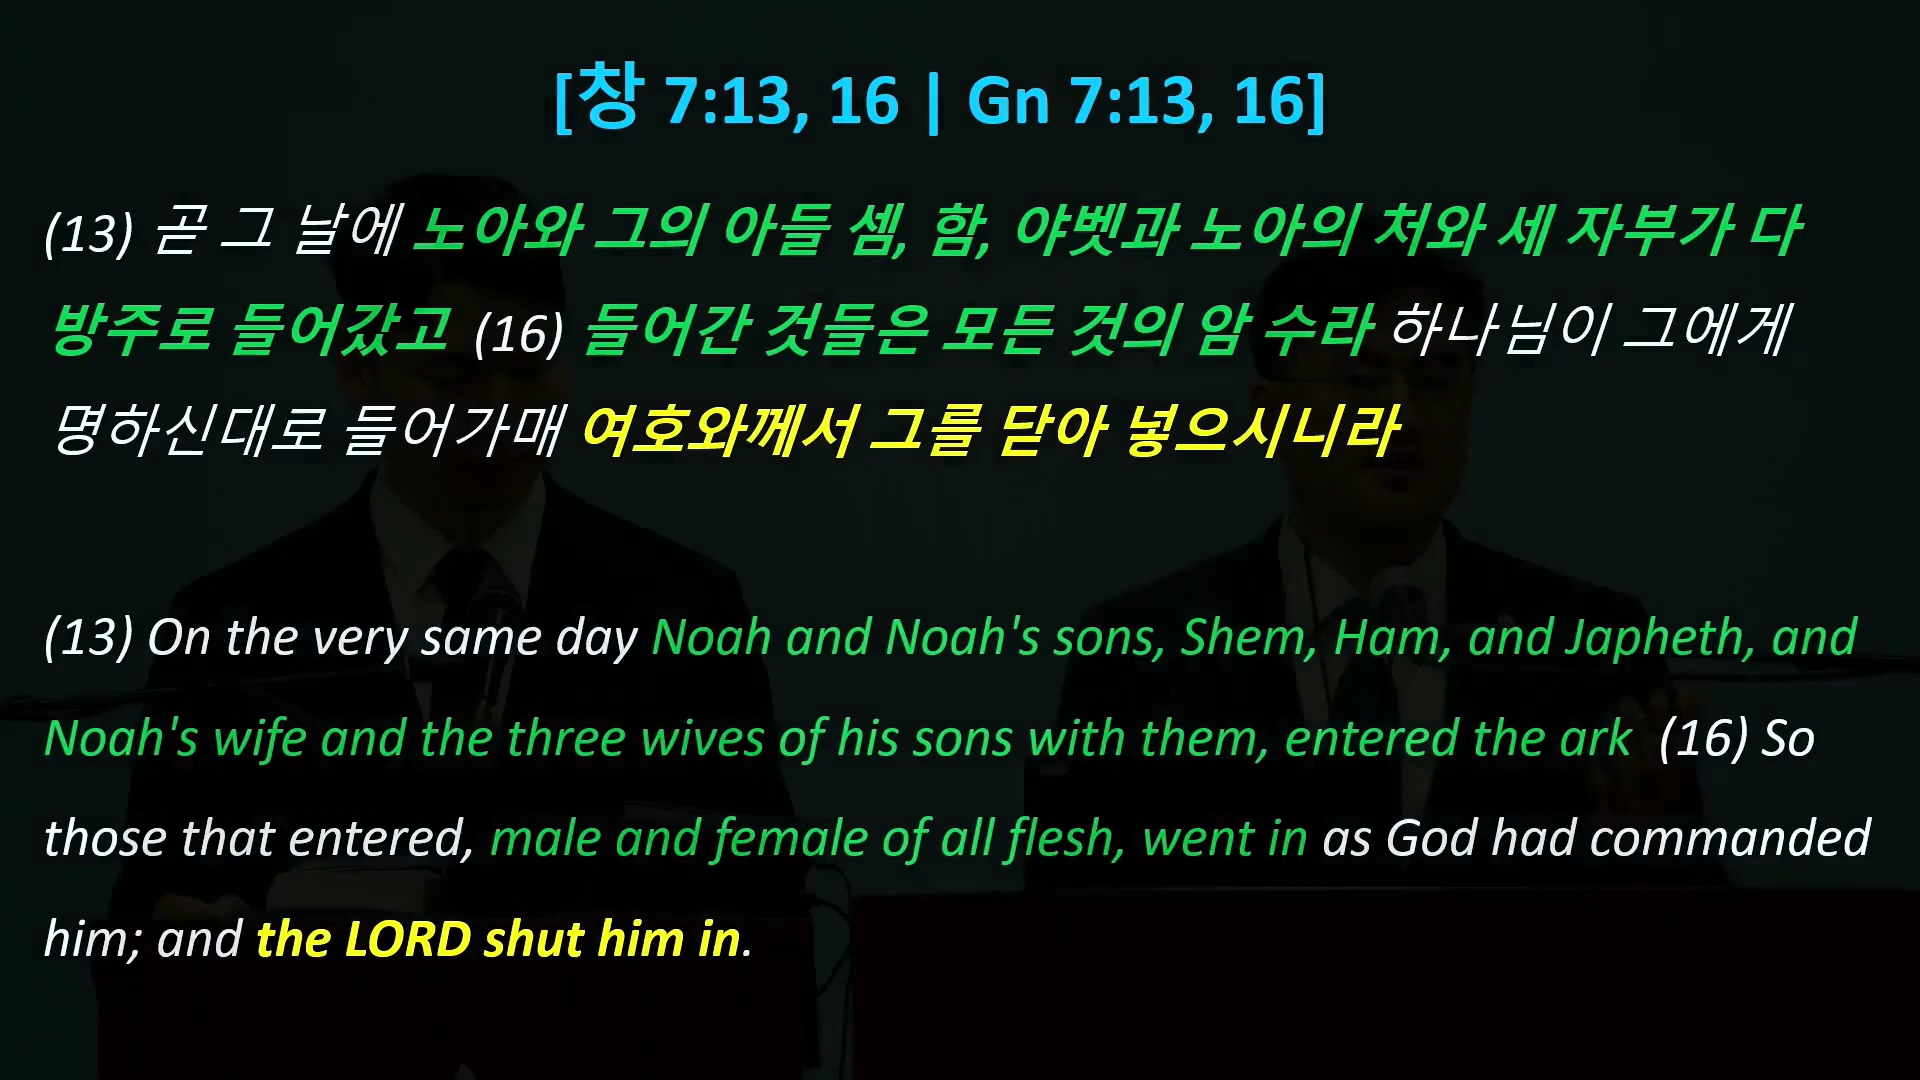 [창 7:13, 16 | Gn 7:13, 16]
(13) 곧 그 날에 노아와 그의 아들 셈, 함, 야벳과 노아의 처와 세 자부가 다
방주로 들어갔고 (16) 들어간 것들은 모든 것의 암 수라 하나님이 그에게
명하신대로 들어가매 여호와께서 그를 닫아 넣으시니라
(13) On the very same day Noah and Noah's sons, Shem, Ham, and Japheth, and
Noah's wife and the three wives of his sons with them, entered the ark (16) So
those that entered, male and female of all flesh, went in as God had commanded
him; and the LORD shut him in.